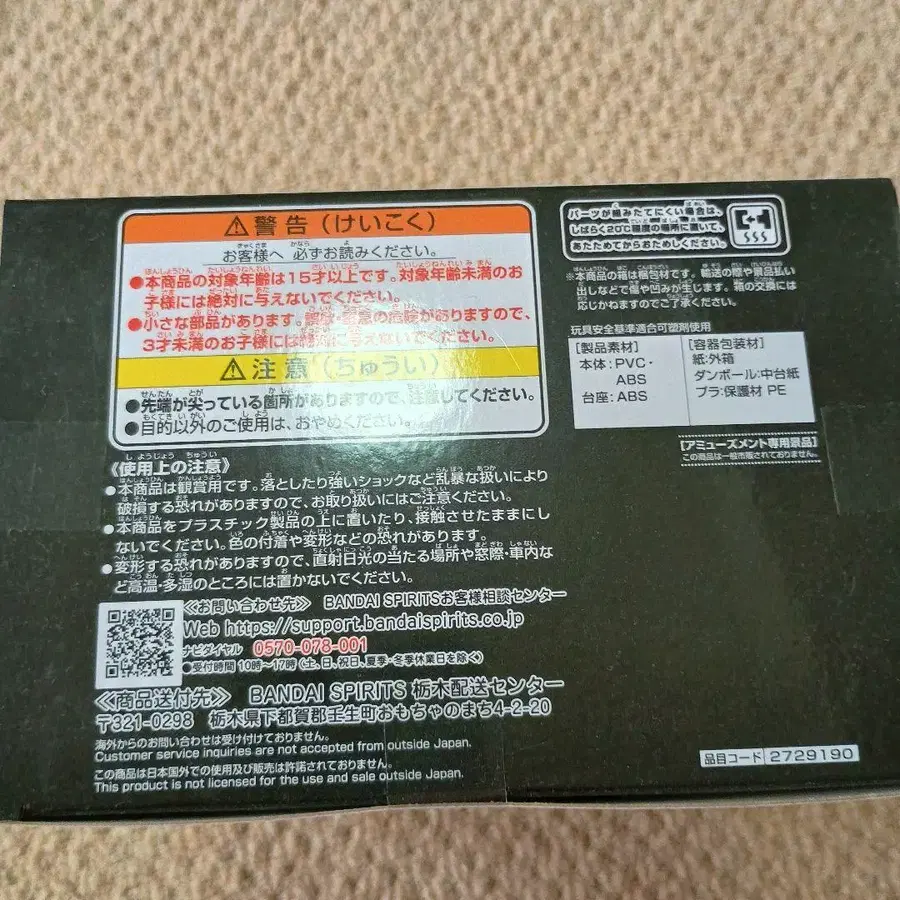 ⚠警告(けいこく)
お客様へ 必ずお読みください。
●本商品の対象年齢は15才以上です。対象年齢未満のお
子様には絶対に与えないでください。
●小さな部品があります。誤飲・窒息の危険がありますので、
3才未満のお子様には絶対に与えないでください。
⚠注意(ちゅうい)
●先端が尖っている箇所がありますので、注意してください。
●目的以外のご使用は、おやめください。
《使用上の注意》
●本商品は観賞用です。落としたり強いショックなど乱暴な扱いにより
破損する恐れがありますので、お取り扱いにはご注意ください。
●本商品をプラスチック製品の上に置いたり、接触させたままにし
ないでください。色の付着や変形などの恐れがあります。
●変形する恐れがありますので、直射日光の当たる場所や窓際・車内な
ど高温・多湿のところには置かないでください。
≪お問い合わせ先≫ BANDAI SPIRITSお客様相談センター
Web https://support.bandaispirits.co.jp
ナビダイヤル 0570-078-001
●受付時間 10時~17時(土、日、祝日、夏季・冬季休業日を除く)
≪商品送付先≫ BANDAI SPIRITS 栃木配送センター
〒321-0298 栃木県下都賀郡壬生町おもちゃのまち4-2-20
海外からのお問い合わせは受け付けておりません。
Customer service inquiries are not accepted from outside Japan.
この商品は日本国外での使用及び販売は許諾されておりません。
This product is not licensed for the use and sale outside Japan.
パーツが組みたてにくい場合は、
しばらく20℃程度の場所に置いて、
あたためてからおためしください。
※本商品の箱は梱包材です。輸送の際や景品払い
出しなどで傷や凹みが生じます。箱の交換には
応じかねますのでご了承ください。
玩具安全基準適合可塑剤使用
[製品素材]
本体:PVC・
ABS
台座:ABS
[容器包装材]
紙:外箱
ダンボール:中台紙
プラ:保護材 PE
[アミューズメント専用景品]
この商品は一般市販されておりません。
品目コード 2729190